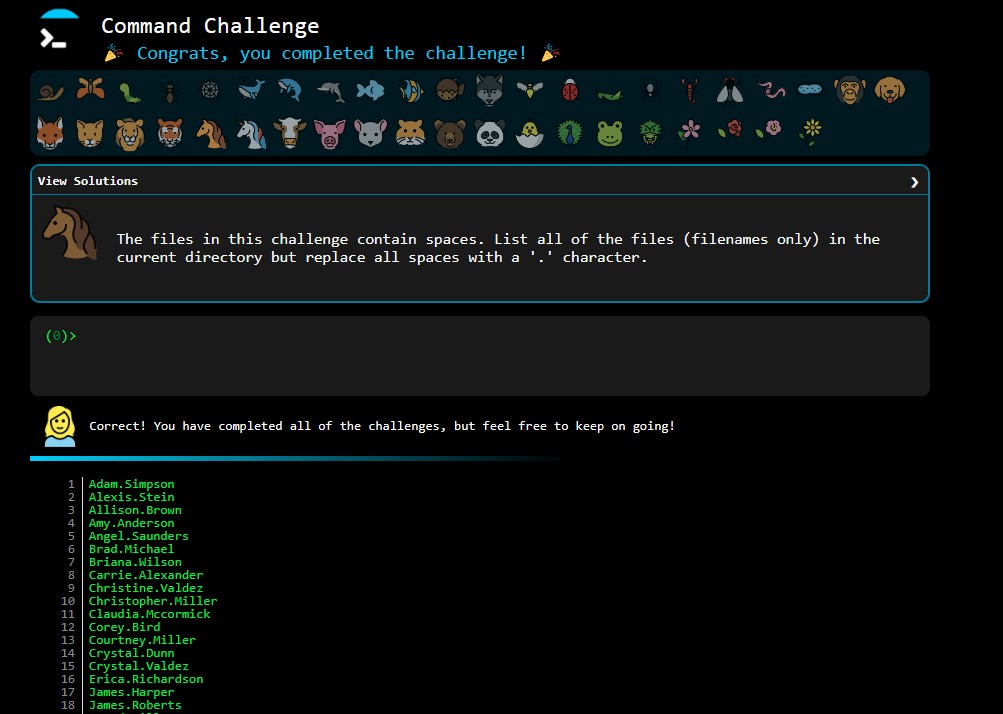 Command Challenge
Congrats, you completed the challenge!
View Solutions
The files in this challenge contain spaces. List all of the files (filenames only) in the
current directory but replace all spaces with a '.' character.
(0)>
Correct! You have completed all of the challenges, but feel free to keep on going!
1 Adam.Simpson
2 Alexis.Stein
3 Allison.Brown
4 Amy.Anderson
5 Angel.Saunders
6 Brad.Michael
7 Briana.Wilson
8 Carrie.Alexander
9 Christine.Valdez
10 Christopher.Miller
11 Claudia.Mccormick
12 Corey.Bird
13 Courtney.Miller
14 Crystal.Dunn
15 Crystal.Valdez
16 Erica.Richardson
17 James.Harper
18 James.Roberts